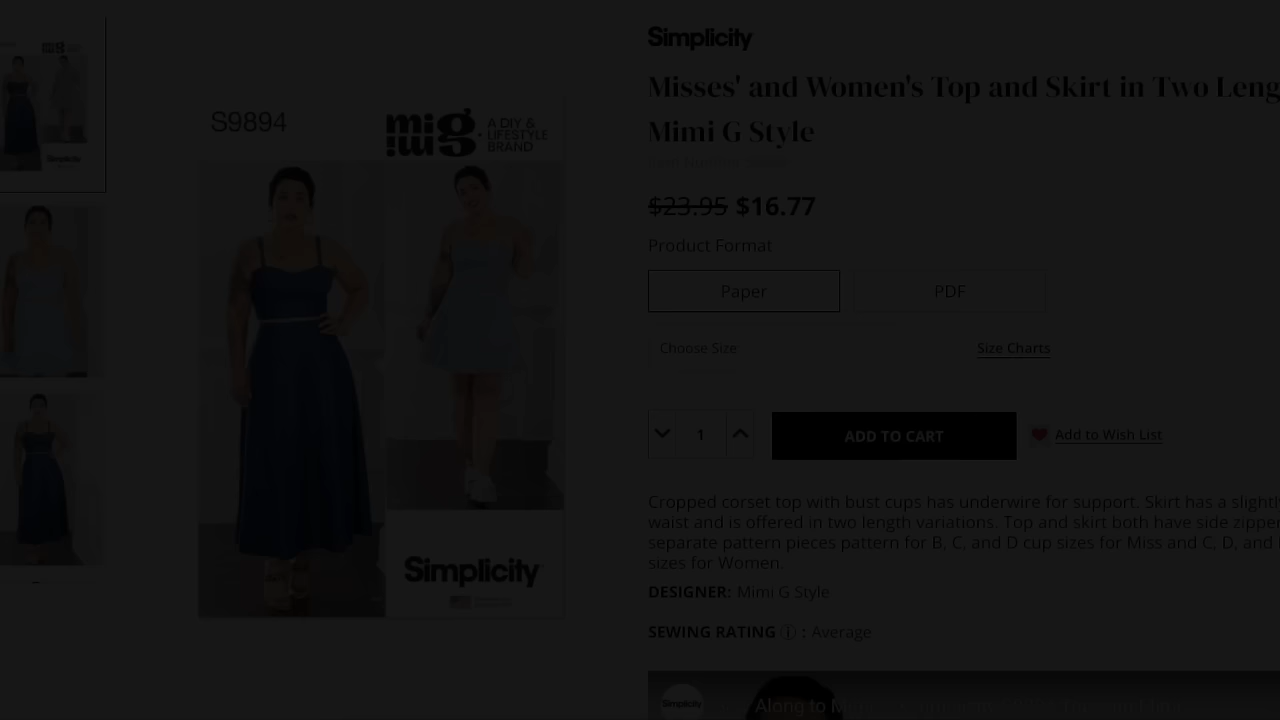 Simplicity
Misses' and Women's Top and Skirt in Two Leng
Mimi G Style
$23.95 $16.77
Product Format
Paper
PDF
Choose Size:
Size Charts
1
ADD TO CART
Add to Wish List
Cropped corset top with bust cups has underwire for support. Skirt has a slightl
waist and is offered in two length variations. Top and skirt both have side zipper
separate pattern pieces pattern for B, C, and D cup sizes for Miss and C, D, and
sizes for Women.
DESIGNER: Mimi G Style
SEWING RATING ⓘ : Average
S9894
mig
A DIY &
LIFESTYLE
BRAND
Simplicity
Simplicity
Along to M